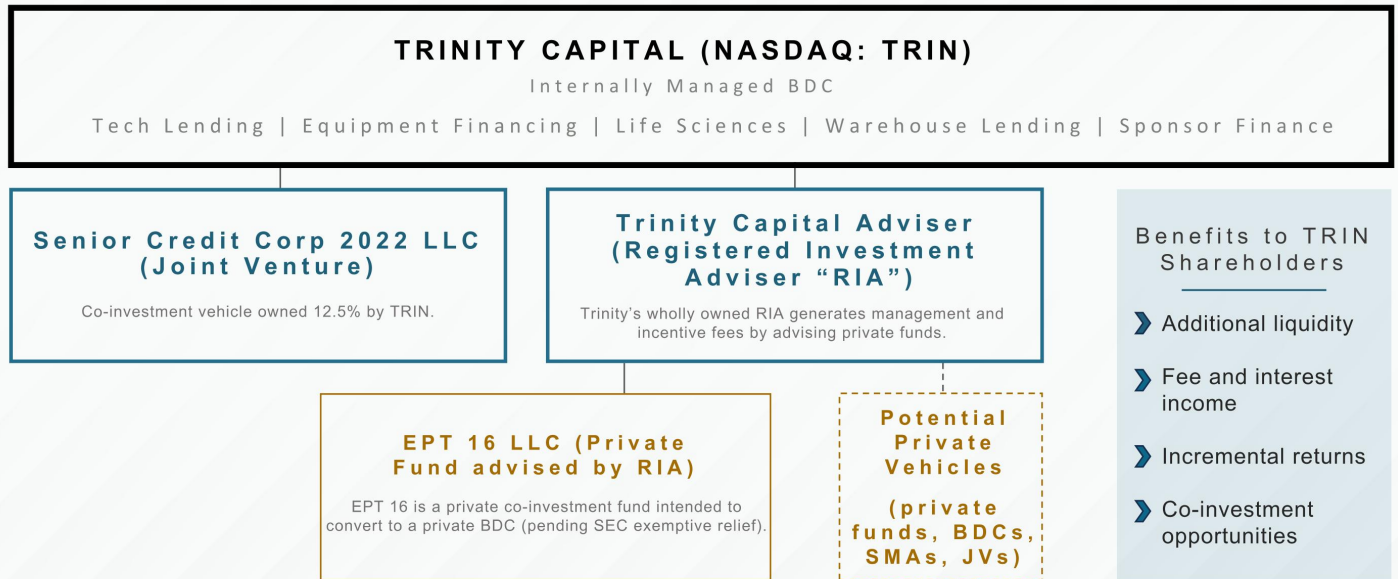 TRINITY CAPITAL (NASDAQ: TRIN)
Internally Managed BDC
Tech Lending | Equipment Financing | Life Sciences | Warehouse Lending | Sponsor Finance
Senior Credit Corp 2022 LLC
(Joint Venture)
Co-investment vehicle owned 12.5% by TRIN.
Trinity Capital Adviser
(Registered Investment
Adviser “RIA”)
Trinity’s wholly owned RIA generates management and
incentive fees by advising private funds.
EPT 16 LLC (Private
Fund advised by RIA)
EPT 16 is a private co-investment fund intended to
convert to a private BDC (pending SEC exemptive relief).
Potential
Private
Vehicles
(private
funds, BDCs,
SMAs, JVs)
Benefits to TRIN
Shareholders
Additional liquidity
Fee and interest
income
Incremental returns
Co-investment
opportunities